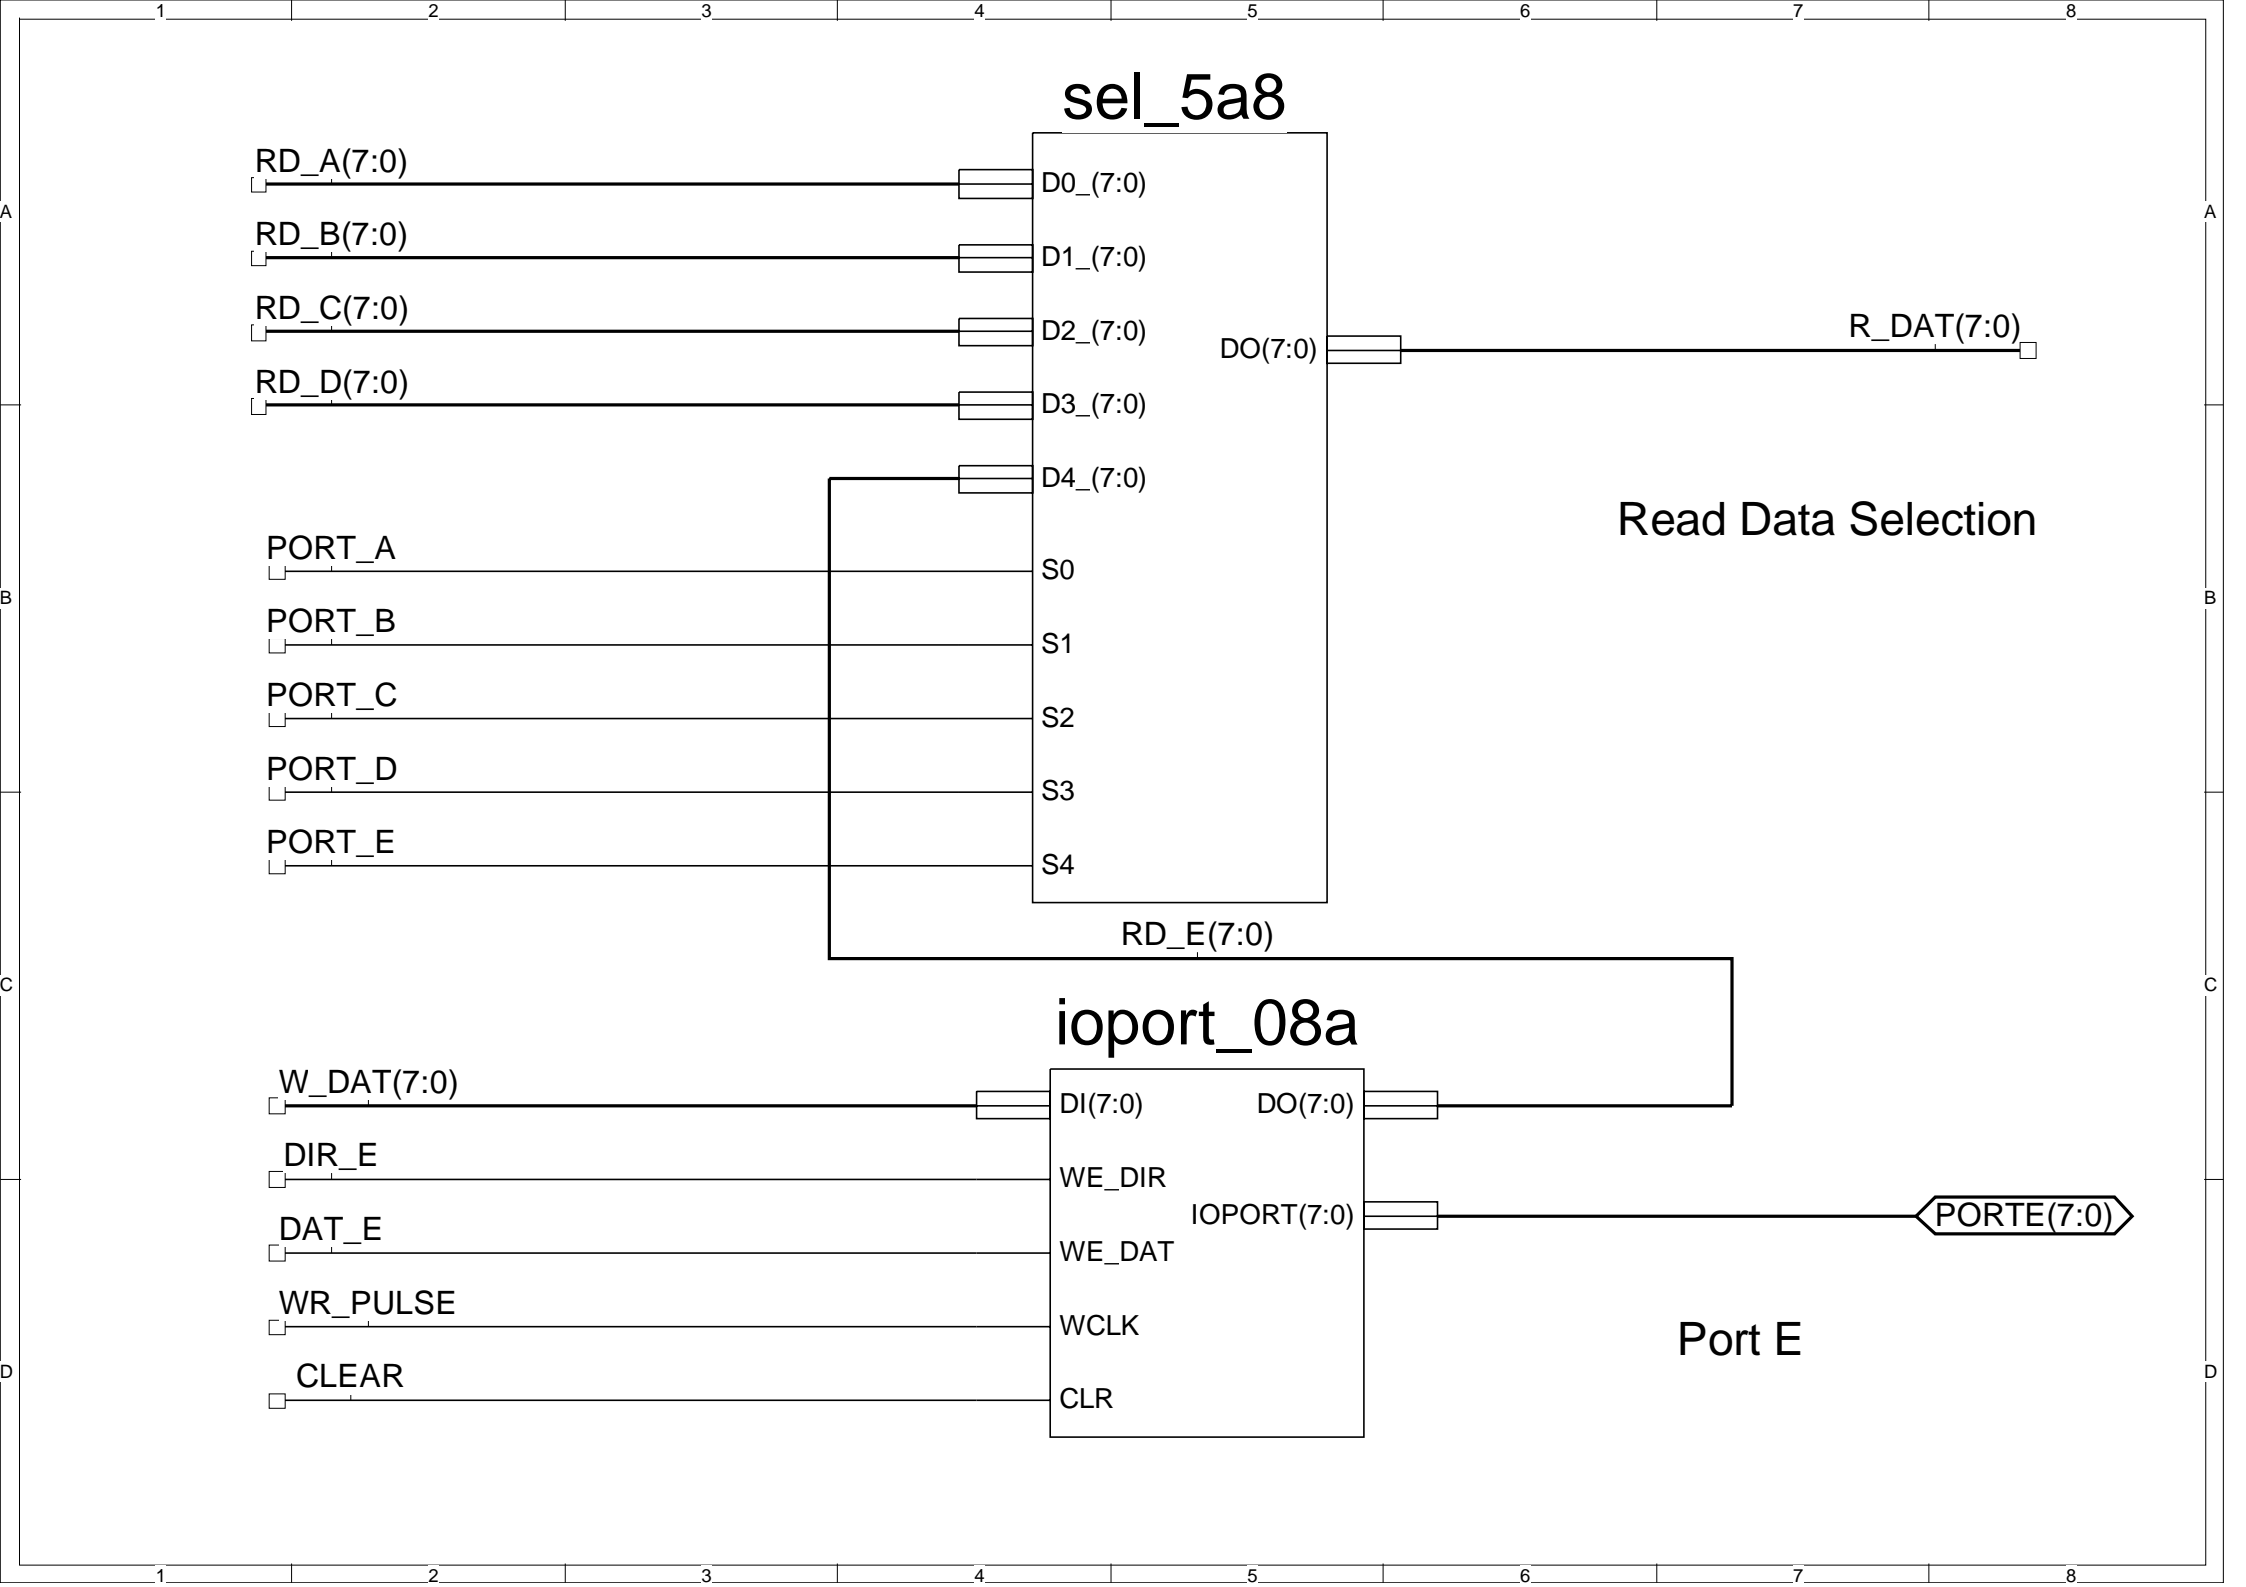 1 2 3 4 5 6 7 8
sel_5a8
RD_A(7:0)
D0_(7:0)
A
A
RD_B(7:0)
D1_(7:0)
RD_C(7:0)
D2_(7:0)
R_DAT(7:0)
DO(7:0)
RD_D(7:0)
D3_(7:0)
D4_(7:0)
Read Data Selection
PORT_A
S0
B
B
PORT_B
S1
PORT_C
S2
PORT_D
S3
PORT_E
S4
RD_E(7:0)
C
C
ioport_08a
W_DAT(7:0)
DI(7:0)
DO(7:0)
DIR_E
WE_DIR
IOPORT(7:0)
PORTE(7:0)
DAT_E
WE_DAT
WR_PULSE
WCLK
Port E
D
D
CLEAR
CLR
1 2 3 4 5 6 7 8